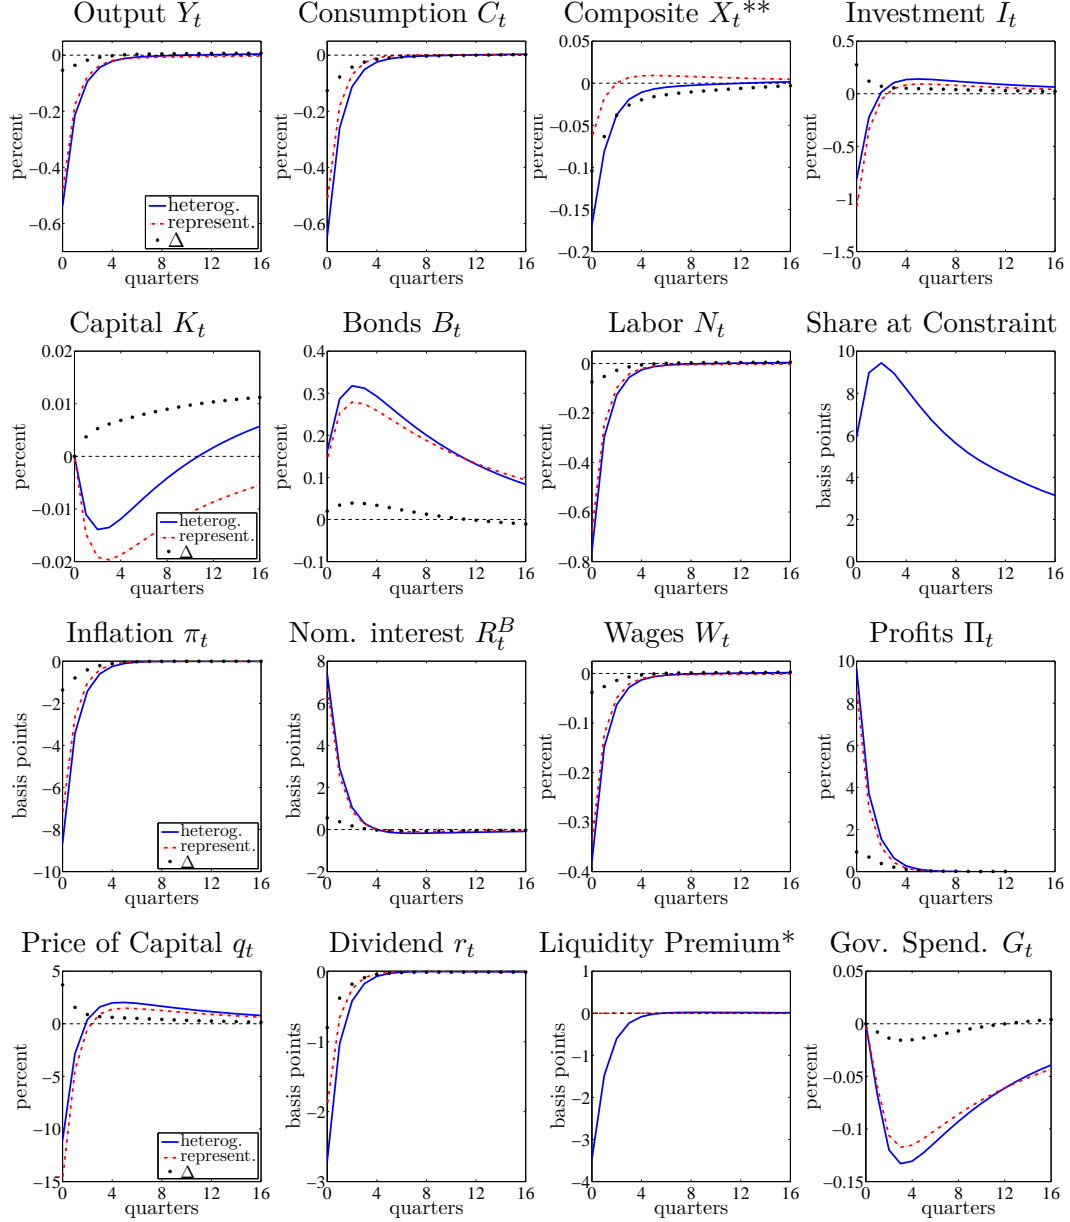 Output Y_t Consumption C_t Composite X_t** Investment I_t
percent
0
−0.2
−0.4
−0.6
heterog.
represent.
Δ
0 4 8 12 16
quarters
percent
0
−0.2
−0.4
−0.6
0 4 8 12 16
quarters
percent
0.05
0
−0.05
−0.1
−0.15
−0.2
0 4 8 12 16
quarters
percent
0.5
0
−0.5
−1
−1.5
0 4 8 12 16
quarters
Capital K_t Bonds B_t Labor N_t Share at Constraint
percent
0.02
0.01
0
−0.01
−0.02
heterog.
represent.
Δ
0 4 8 12 16
quarters
percent
0.4
0.3
0.2
0.1
0
−0.1
0 4 8 12 16
quarters
percent
0
−0.2
−0.4
−0.6
−0.8
0 4 8 12 16
quarters
basis points
10
8
6
4
2
0
0 4 8 12 16
quarters
Inflation π_t Nom. interest R_t^B Wages W_t Profits Π_t
basis points
0
−2
−4
−6
−8
−10
heterog.
represent.
Δ
0 4 8 12 16
quarters
basis points
8
6
4
2
0
−2
0 4 8 12 16
quarters
percent
0
−0.1
−0.2
−0.3
−0.4
0 4 8 12 16
quarters
percent
10
8
6
4
2
0
0 4 8 12 16
quarters
Price of Capital q_t Dividend r_t Liquidity Premium* Gov. Spend. G_t
percent
5
0
−5
−10
−15
heterog.
represent.
Δ
0 4 8 12 16
quarters
basis points
0
−1
−2
−3
0 4 8 12 16
quarters
basis points
1
0
−1
−2
−3
−4
0 4 8 12 16
quarters
percent
0.05
0
−0.05
−0.1
−0.15
0 4 8 12 16
quarters